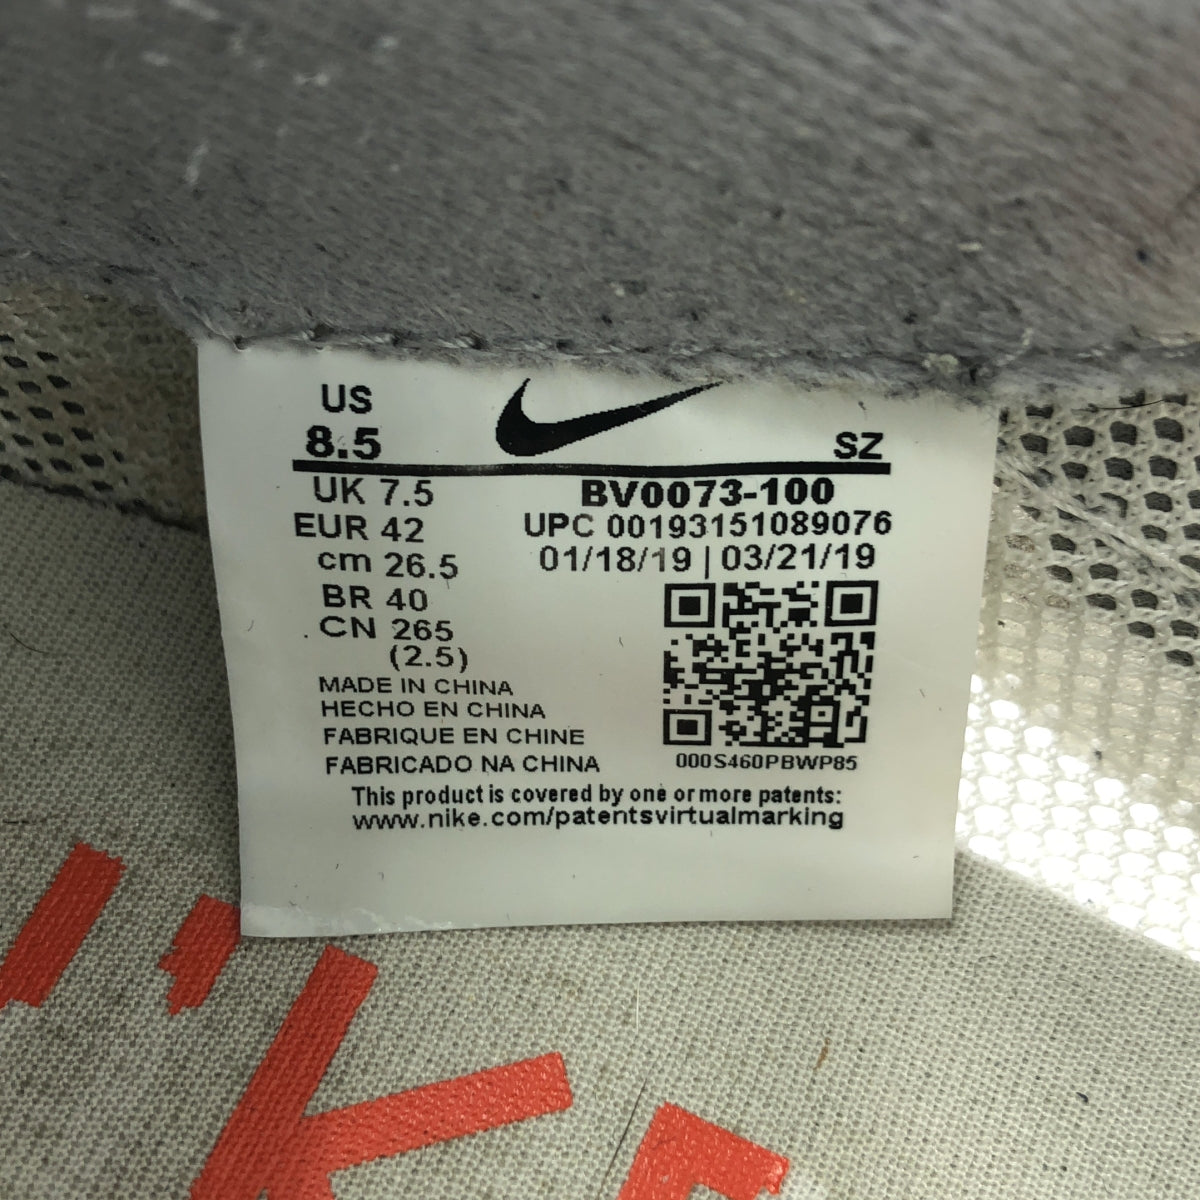 US
8.5
SZ
UK 7.5
BV0073-100
EUR 42
UPC 00193151089076
cm 26.5
01/18/19 | 03/21/19
BR 40
CN 265
(2.5)
MADE IN CHINA
HECHO EN CHINA
FABRIQUE EN CHINE
FABRICADO NA CHINA
000S460PBWP85
This product is covered by one or more patents:
www.nike.com/patentsvirtualmarking